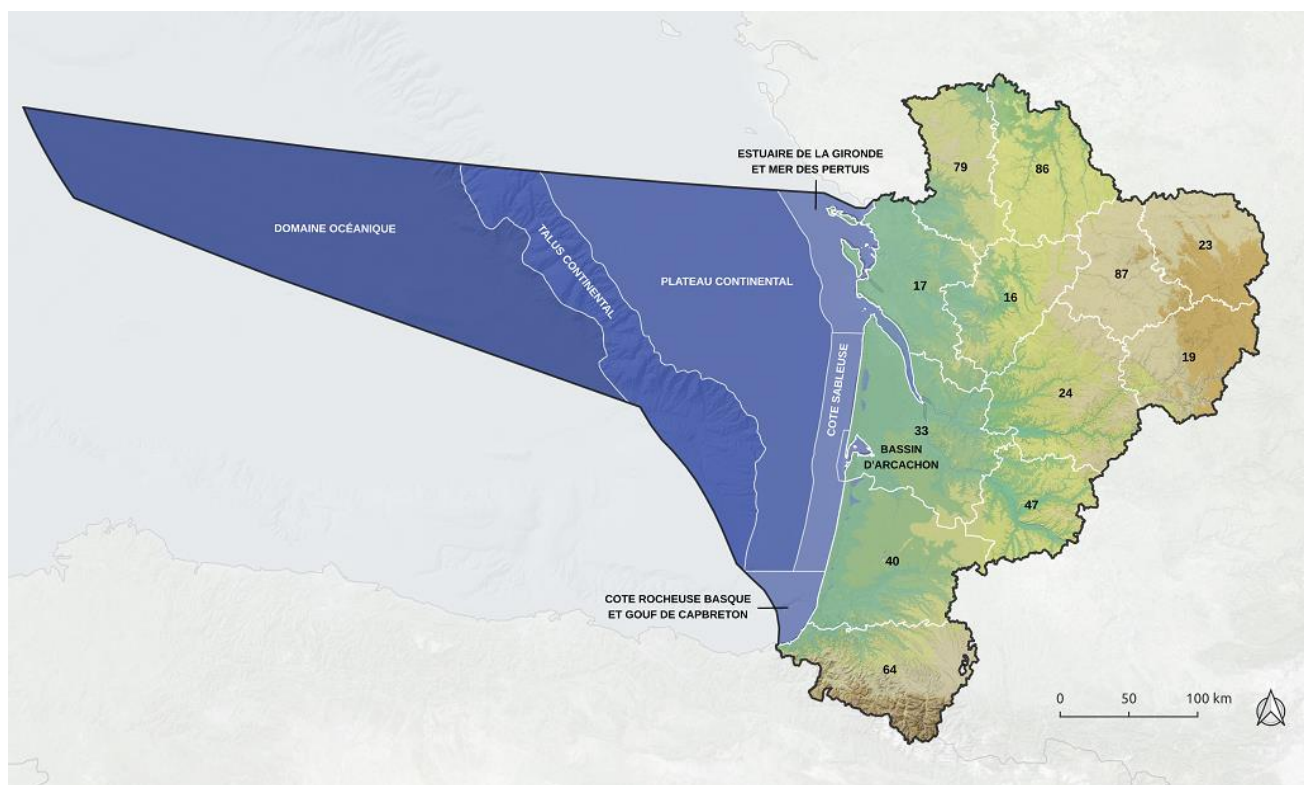 ESTUAIRE DE LA GIRONDE
ET MER DES PERTUIS
79
86
DOMAINE OCÉANIQUE
TALUS CONTINENTAL
PLATEAU CONTINENTAL
17
16
87
23
19
COTE SABLEUSE
24
33
BASSIN
D'ARCACHON
47
40
COTE ROCHEUSE BASQUE
ET GOUF DE CAPBRETON
64
0 50 100 km